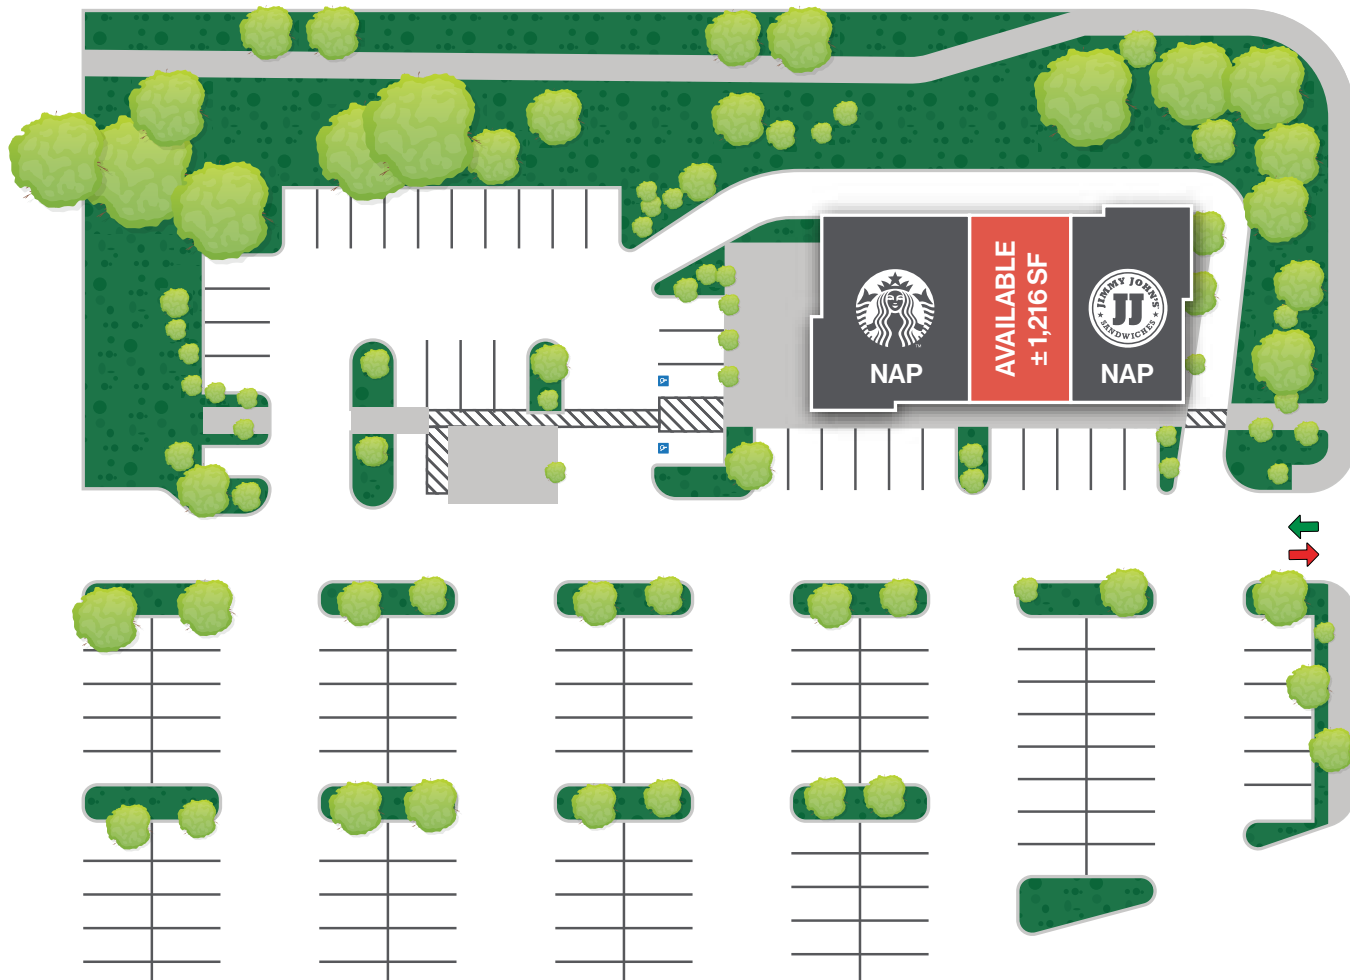 NAP
AVAILABLE
±1,216 SF
JIMMY JOHN'S
JJ
SANDWICHES
NAP